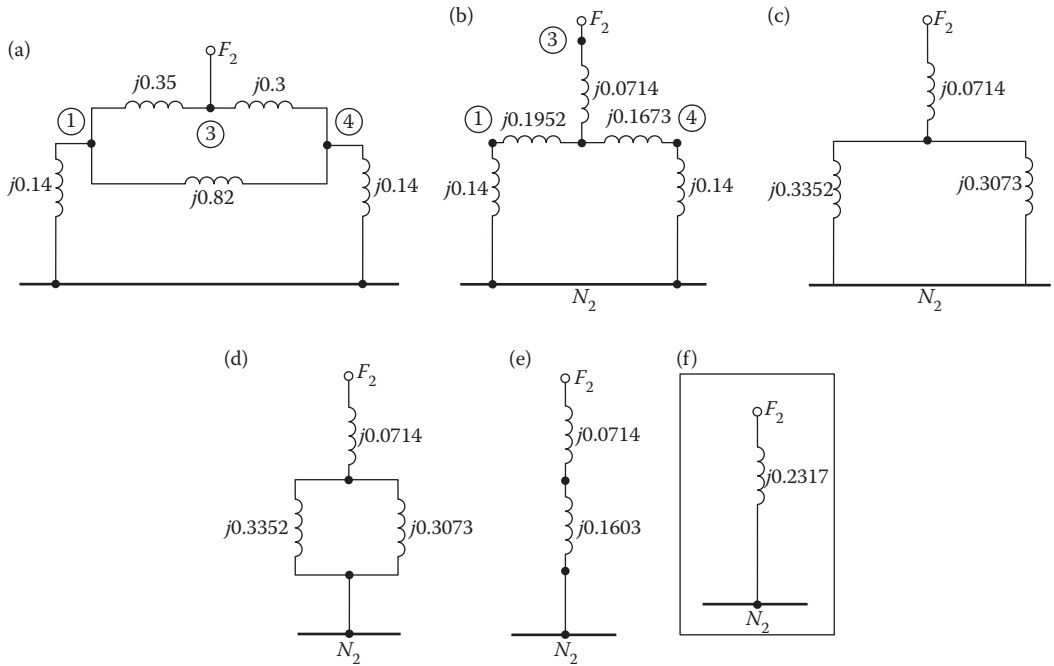 (a)
F₂
j0.35
j0.3
1
3
4
j0.14
j0.82
j0.14
(b)
F₂
3
j0.0714
1
j0.1952
j0.1673
4
j0.14
j0.14
N₂
(c)
F₂
j0.0714
j0.3352
j0.3073
N₂
(d)
F₂
j0.0714
j0.3352
j0.3073
N₂
(e)
F₂
j0.0714
j0.1603
N₂
(f)
F₂
j0.2317
N₂